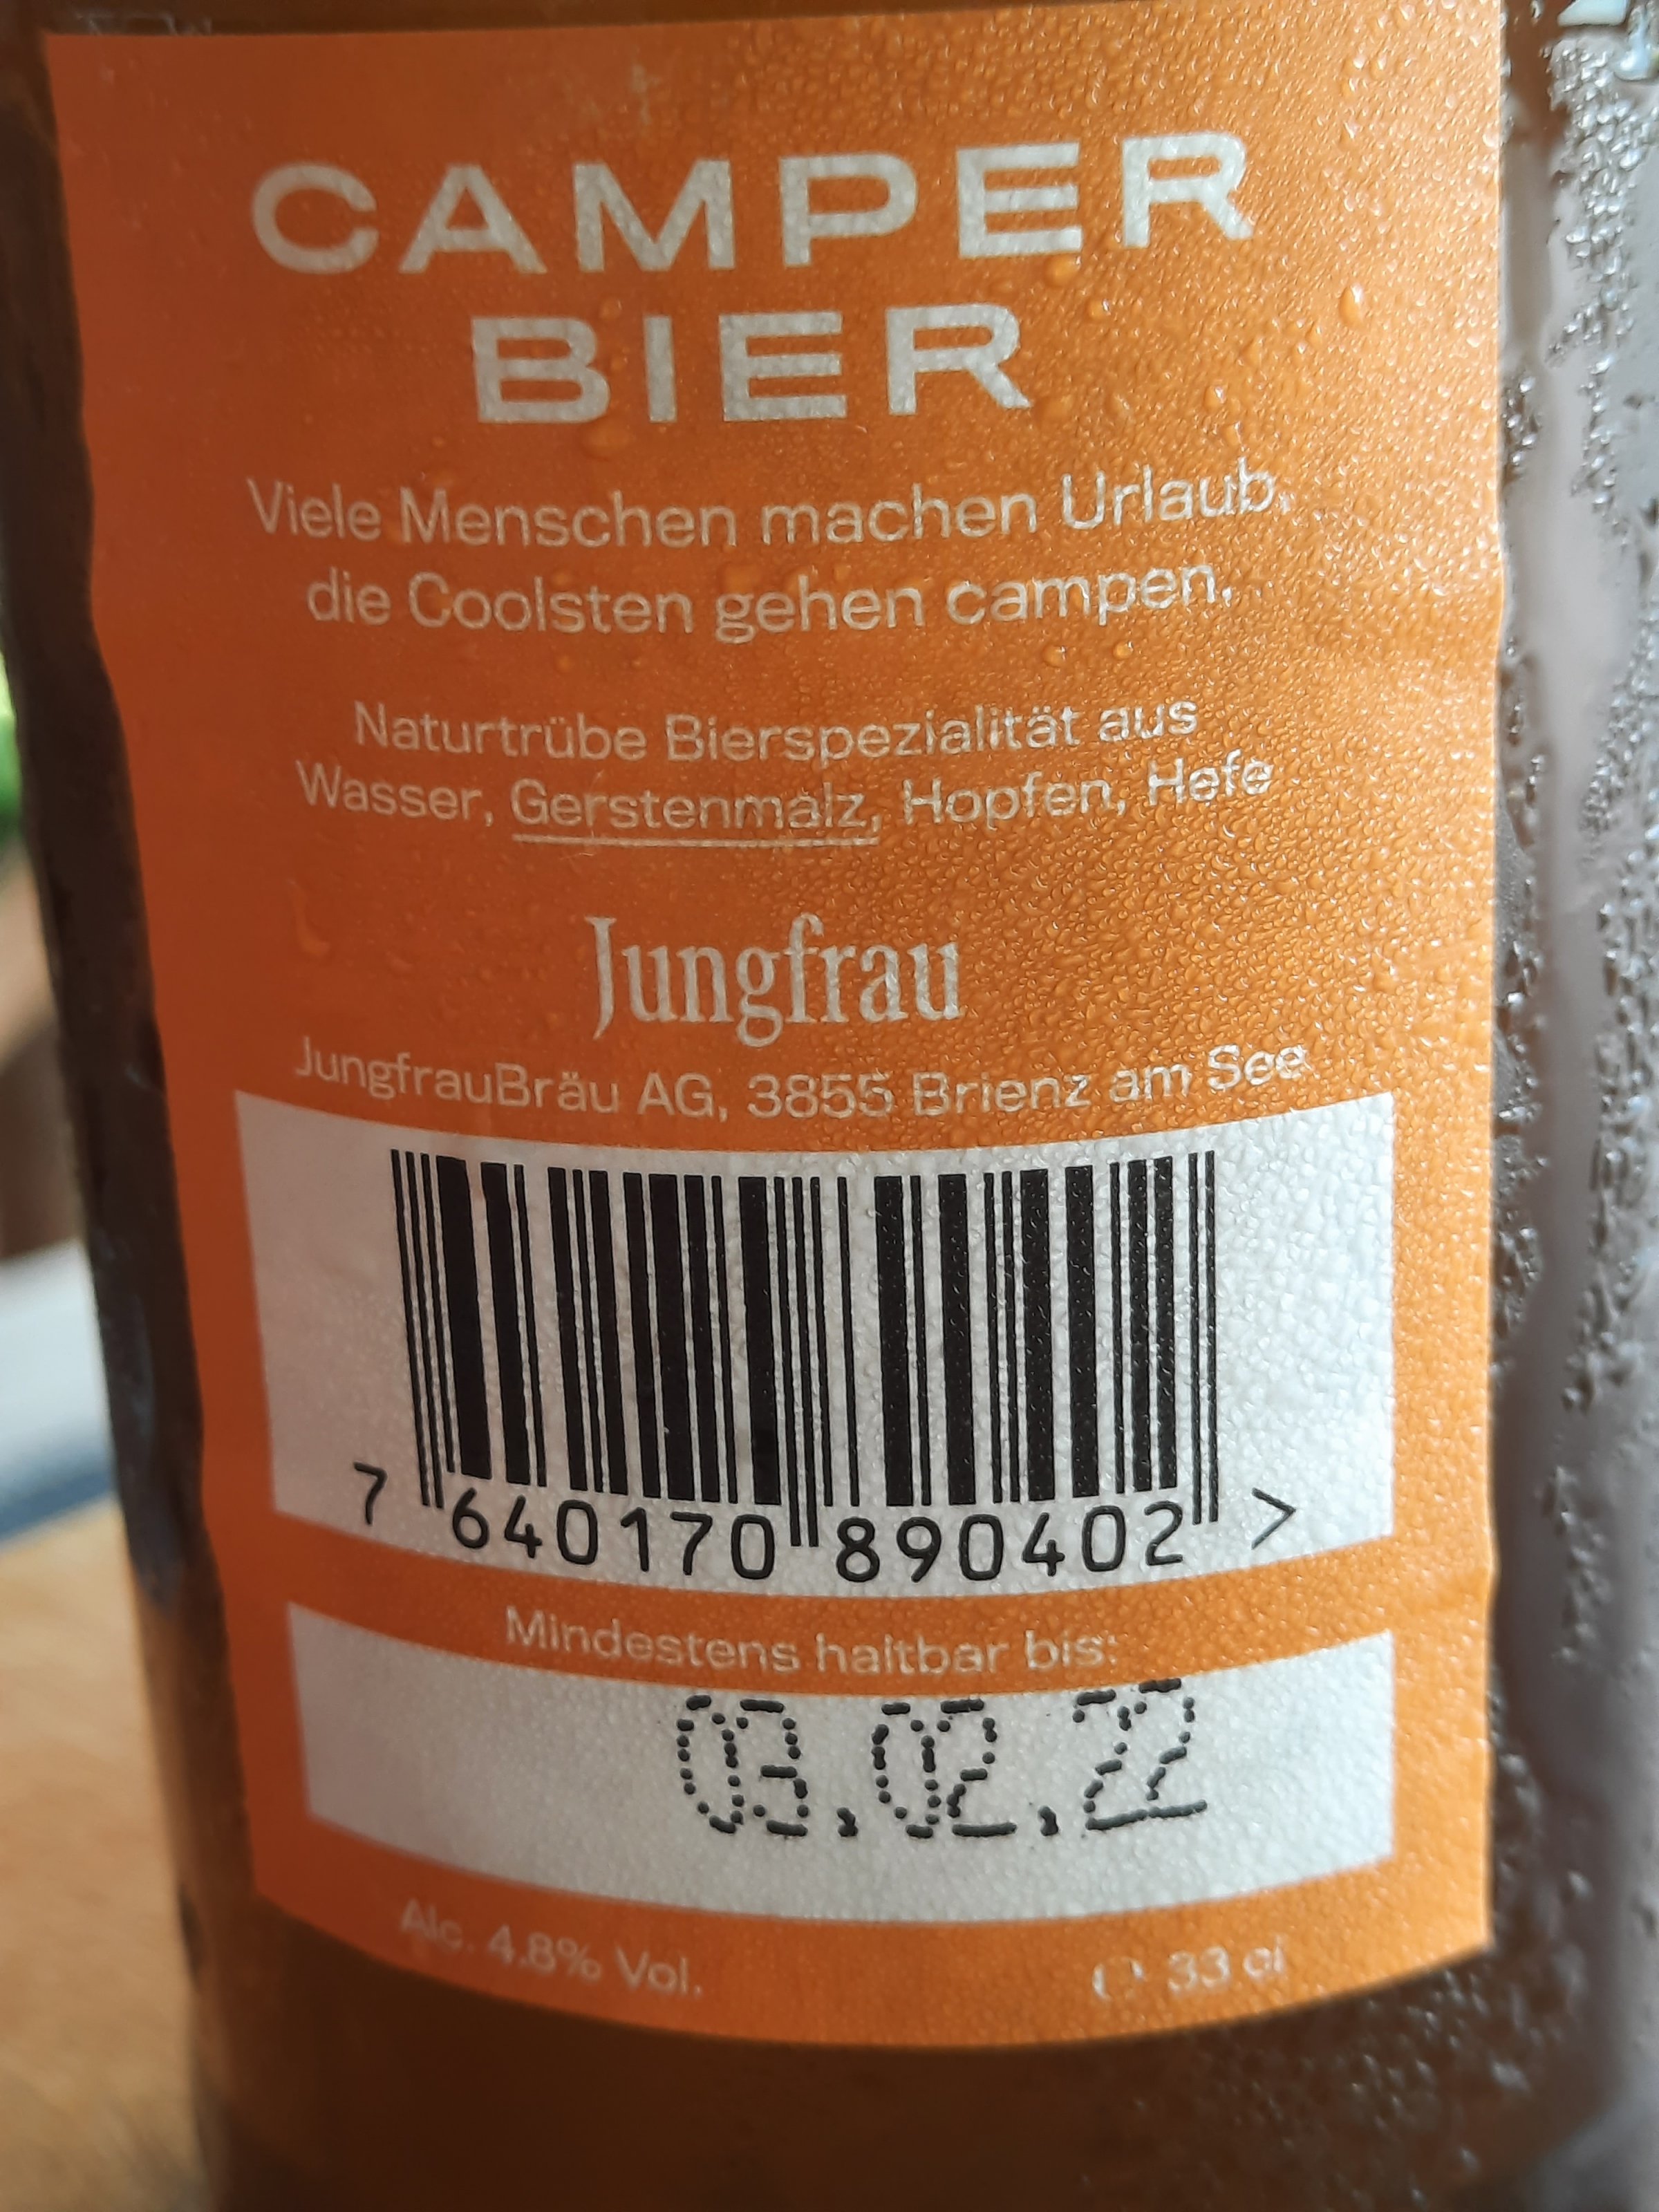 CAMPER
BIER
Viele Menschen machen Urlaub,
die Coolsten gehen campen.
Naturtrübe Bierspezialität aus
Wasser, Gerstenmalz, Hopfen, Hefe
Jungfrau
JungfrauBräu AG, 3855 Brienz am See
7 640170 890402 >
Mindestens haltbar bis:
03.02.22
Alc. 4.8% Vol. ℮ 33 cl